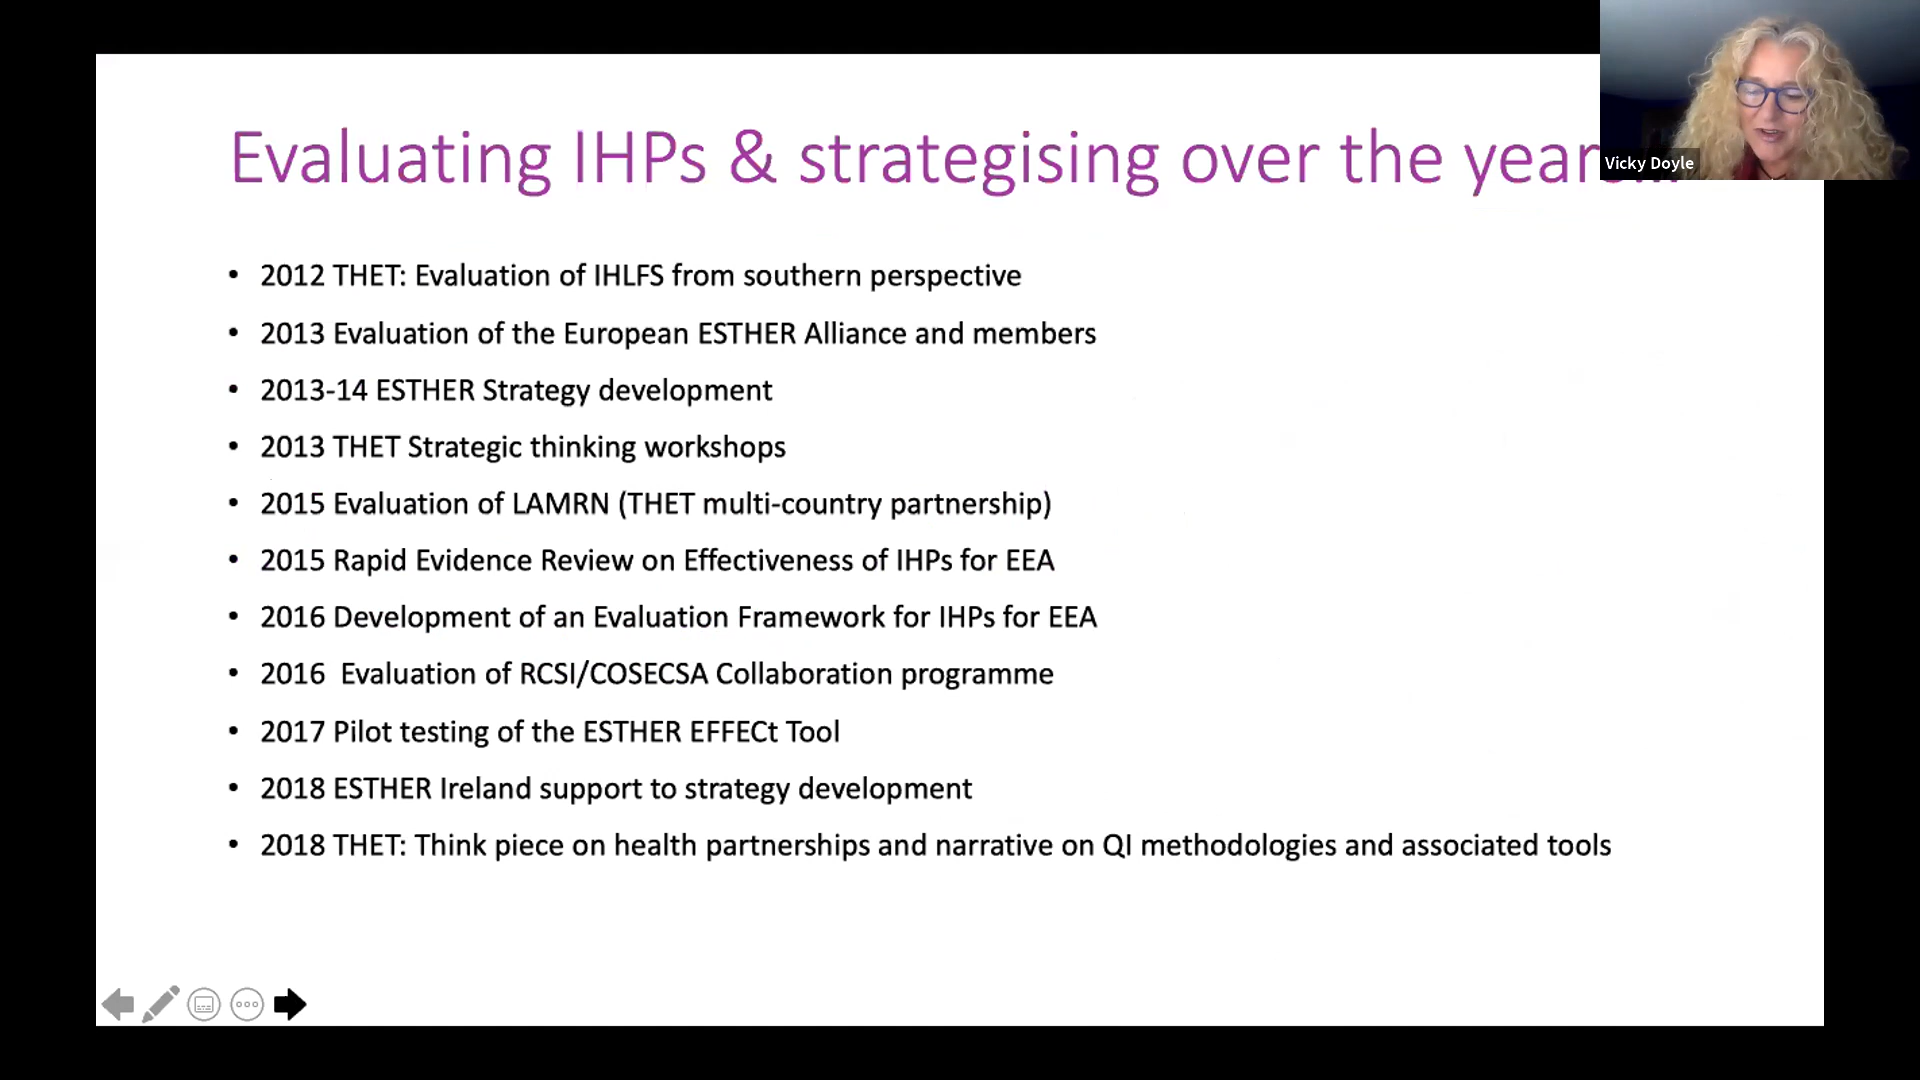 Evaluating IHPs & strategising over the years...
Vicky Doyle
• 2012 THET: Evaluation of IHLFS from southern perspective
• 2013 Evaluation of the European ESTHER Alliance and members
• 2013-14 ESTHER Strategy development
• 2013 THET Strategic thinking workshops
• 2015 Evaluation of LAMRN (THET multi-country partnership)
• 2015 Rapid Evidence Review on Effectiveness of IHPs for EEA
• 2016 Development of an Evaluation Framework for IHPs for EEA
• 2016  Evaluation of RCSI/COSECSA Collaboration programme
• 2017 Pilot testing of the ESTHER EFFECt Tool
• 2018 ESTHER Ireland support to strategy development
• 2018 THET: Think piece on health partnerships and narrative on QI methodologies and associated tools